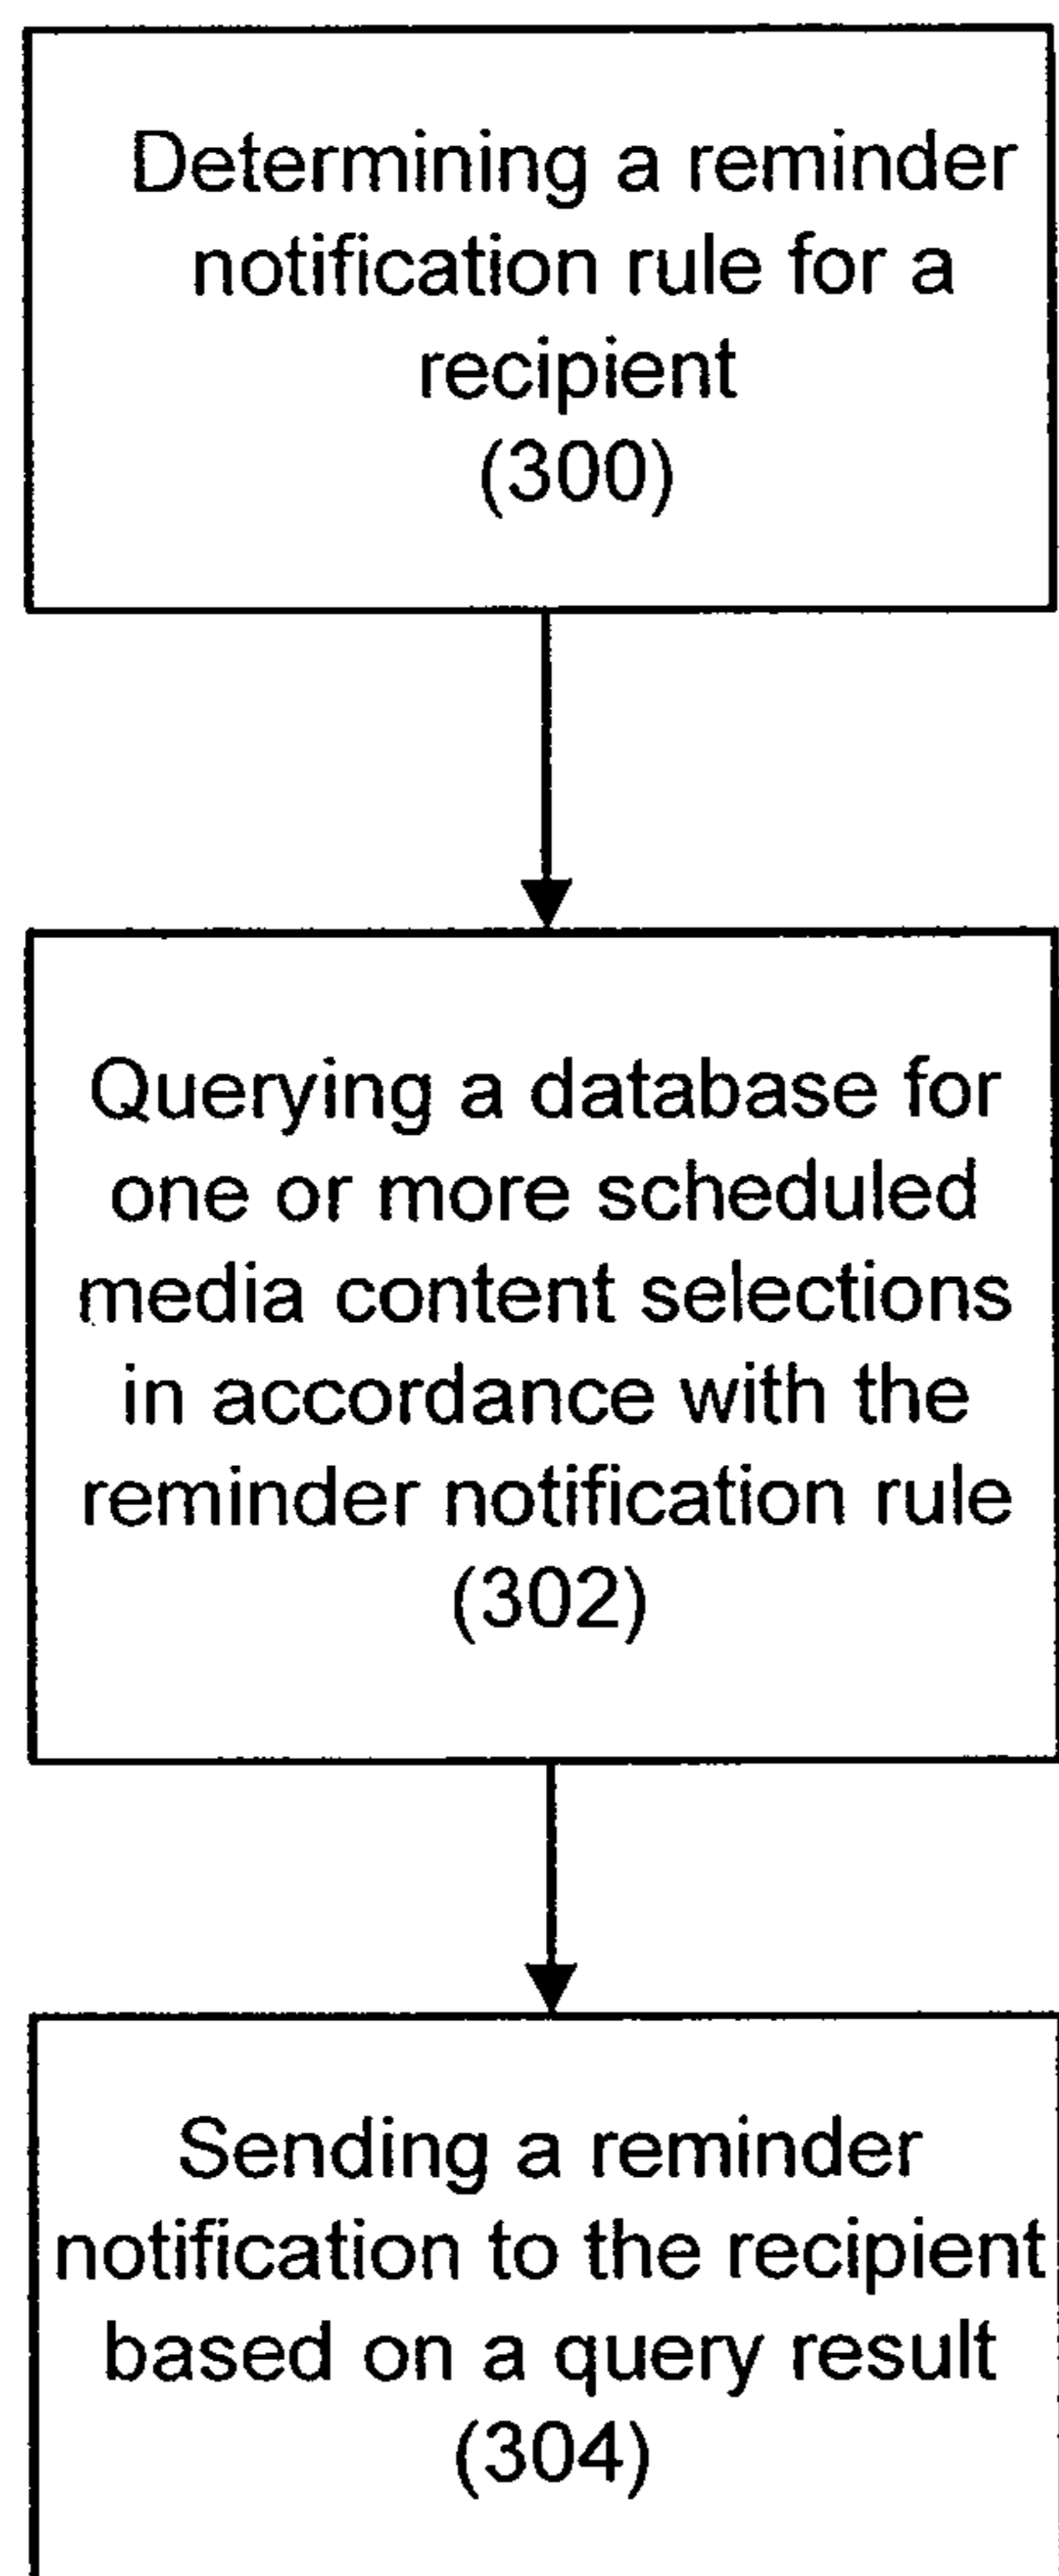 Determining a reminder
notification rule for a
recipient
(300)
Querying a database for
one or more scheduled
media content selections
in accordance with the
reminder notification rule
(302)
Sending a reminder
notification to the recipient
based on a query result
(304)